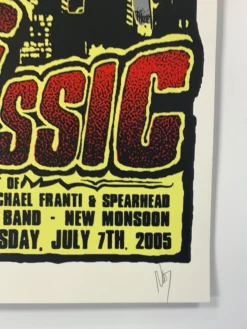 SSIC
OF
CHAEL FRANTI & SPEARHEAD
BAND - NEW MONSOON
SDAY, JULY 7TH, 2005